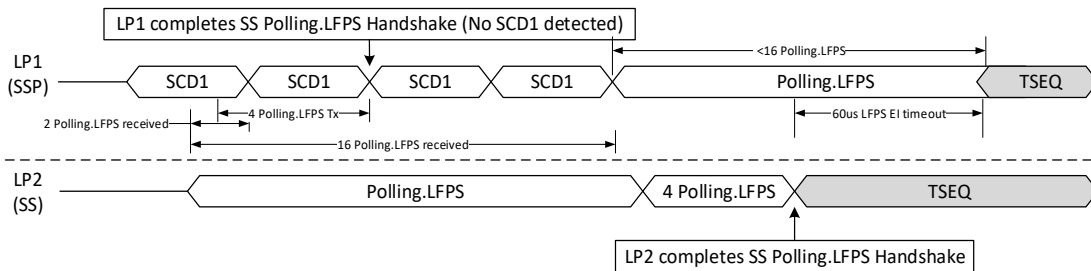 LP1 completes SS Polling.LFPS Handshake (No SCD1 detected)
<16 Polling.LFPS
LP1
(SSP)
SCD1
SCD1
SCD1
SCD1
Polling.LFPS
TSEQ
4 Polling.LFPS Tx
60us LFPS EI timeout
2 Polling.LFPS received
16 Polling.LFPS received
LP2
(SS)
Polling.LFPS
4 Polling.LFPS
TSEQ
LP2 completes SS Polling.LFPS Handshake